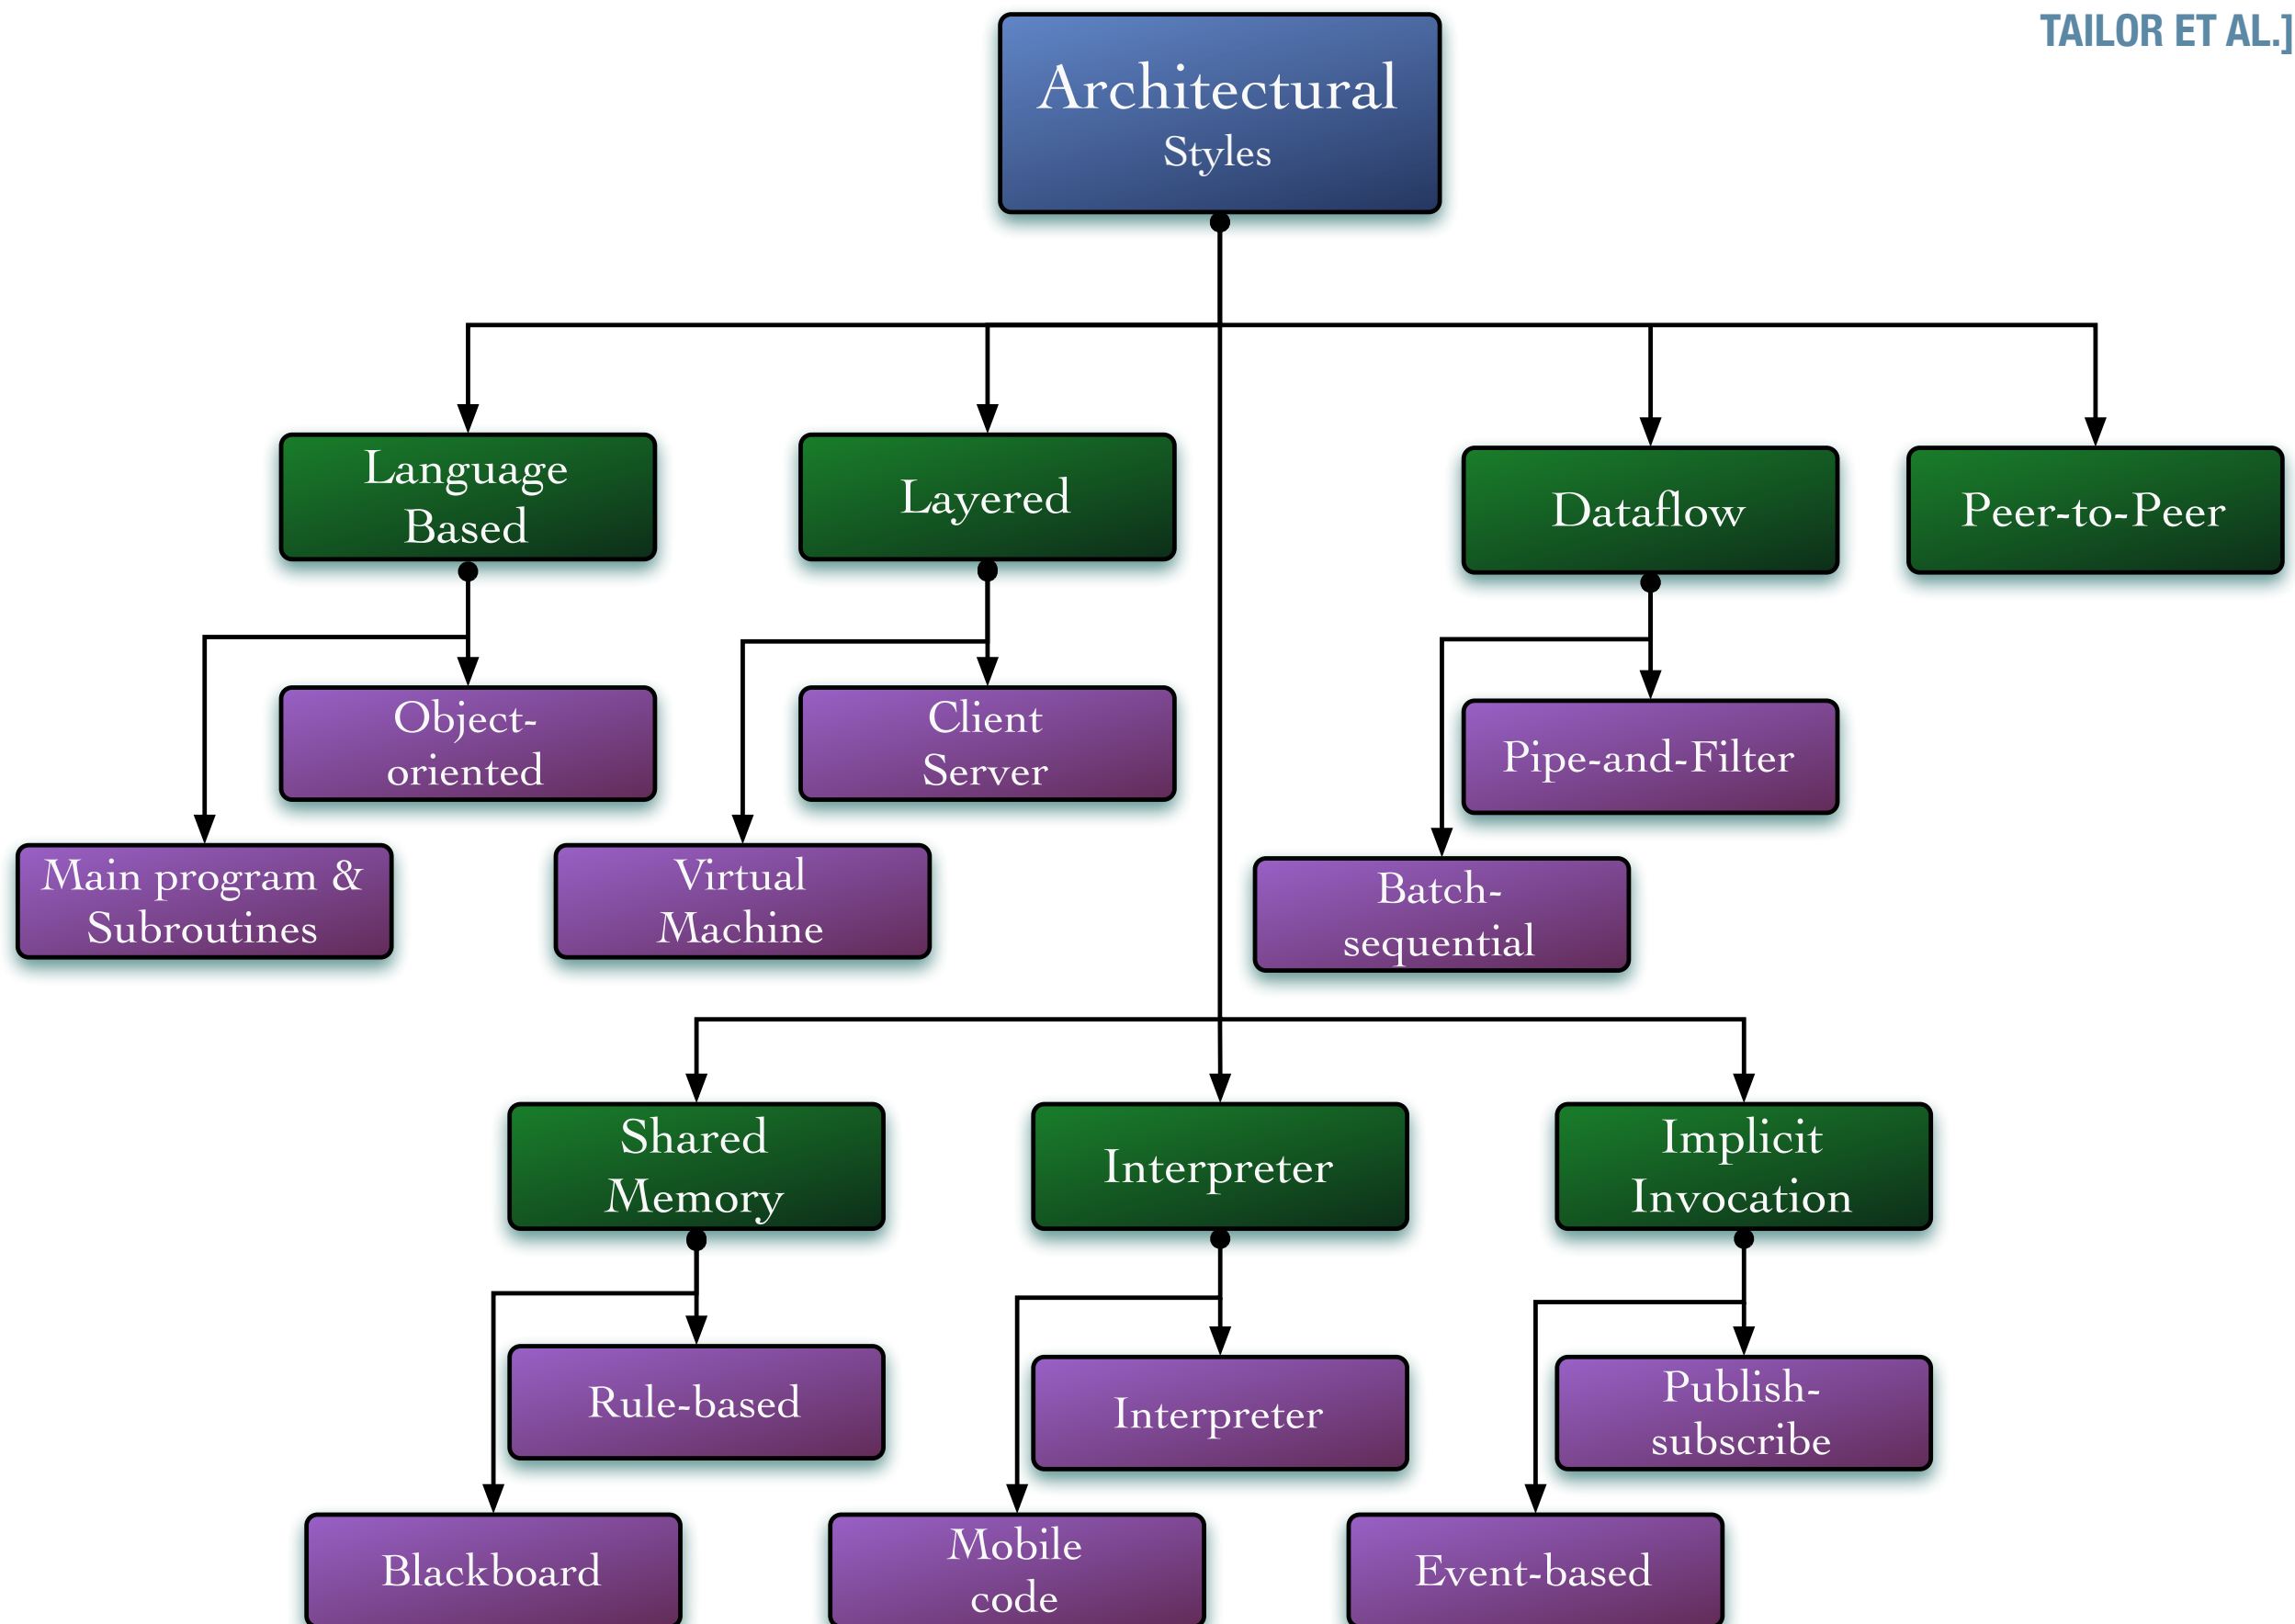 TAILOR ET AL.]
Architectural
Styles
Language
Based
Layered
Dataflow
Peer-to-Peer
Object-
oriented
Client
Server
Pipe-and-Filter
Main program &
Subroutines
Virtual
Machine
Batch-
sequential
Shared
Memory
Interpreter
Implicit
Invocation
Rule-based
Interpreter
Publish-
subscribe
Blackboard
Mobile
code
Event-based